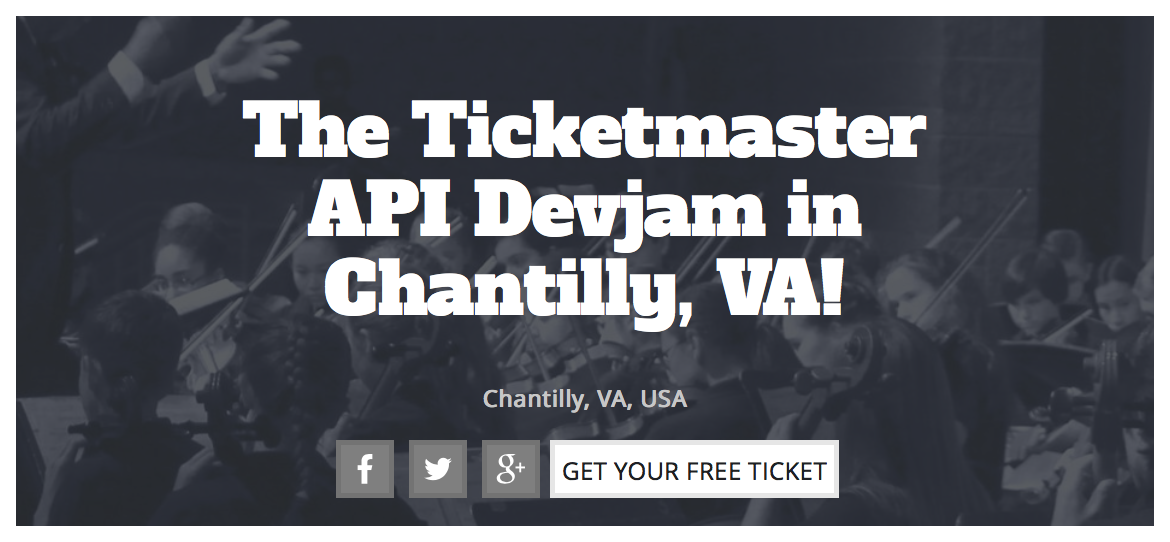 The Ticketmaster
API Devjam in
Chantilly, VA!
Chantilly, VA, USA
f
g+
GET YOUR FREE TICKET